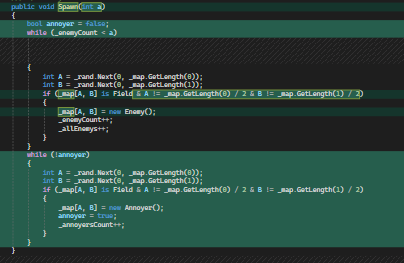 public void Spawn(int a)
{
bool annoyer = false;
while (_enemyCount < a)
{
int A = _rand.Next(0, _map.GetLength(0));
int B = _rand.Next(0, _map.GetLength(1));
if (_map[A, B] is Field & A != _map.GetLength(0) / 2 & B != _map.GetLength(1) / 2)
{
_map[A, B] = new Enemy();
_enemyCount++;
_allEnemys++;
}
}
while (!annoyer)
{
int A = _rand.Next(0, _map.GetLength(0));
int B = _rand.Next(0, _map.GetLength(1));
if (_map[A, B] is Field & A != _map.GetLength(0) / 2 & B != _map.GetLength(1) / 2)
{
_map[A, B] = new Annoyer();
annoyer = true;
_annoyersCount++;
}
}
}